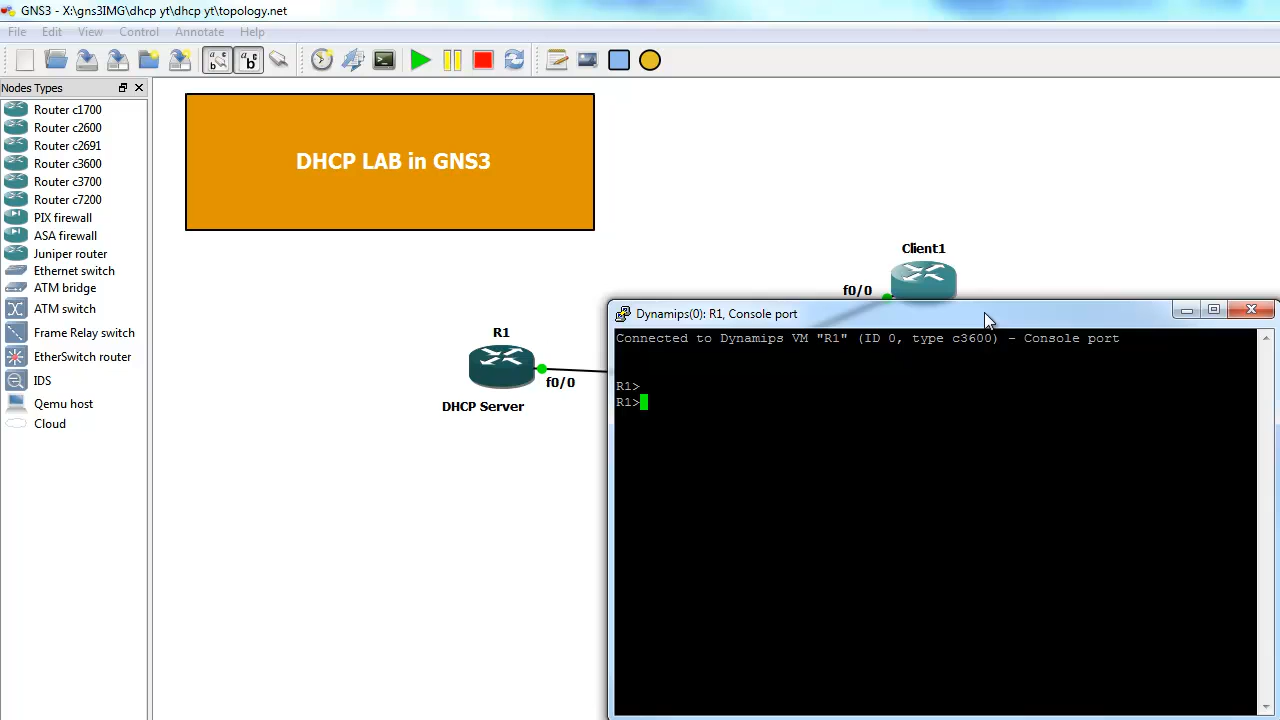 GNS3 - X:\gns3IMG\dhcp yt\dhcp yt\topology.net
File Edit View Control Annotate Help
Nodes Types
Router c1700
Router c2600
Router c2691
Router c3600
Router c3700
Router c7200
PIX firewall
ASA firewall
Juniper router
Ethernet switch
ATM bridge
ATM switch
Frame Relay switch
EtherSwitch router
IDS
Qemu host
Cloud
DHCP LAB in GNS3
Client1
f0/0
R1
f0/0
DHCP Server
Dynamips(0): R1, Console port
Connected to Dynamips VM "R1" (ID 0, type c3600) - Console port
R1>
R1>